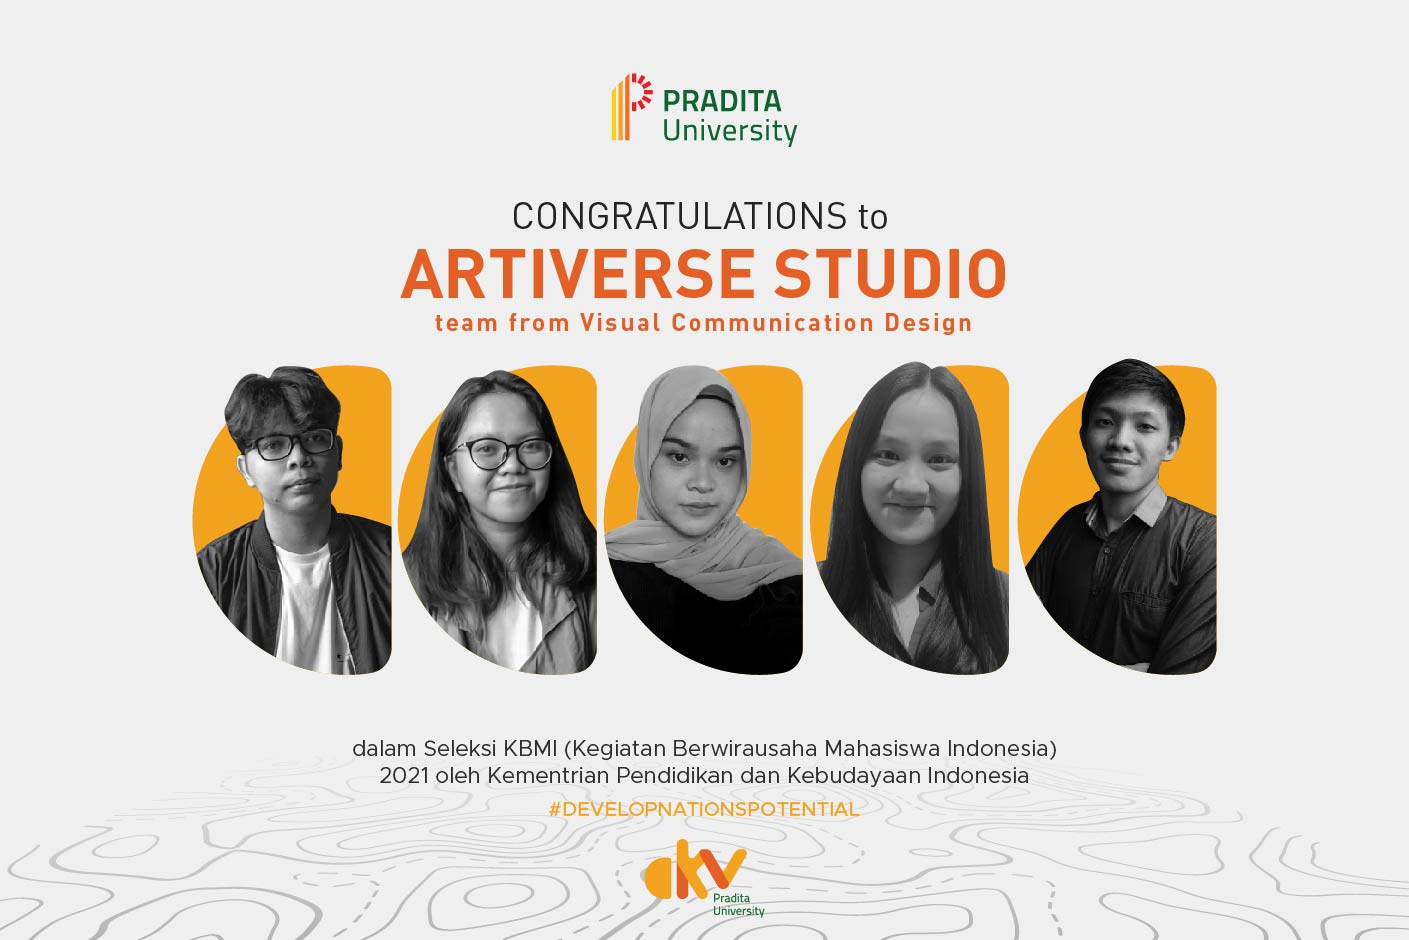 PRADITA
University
CONGRATULATIONS to
ARTIVERSE STUDIO
team from Visual Communication Design
dalam Seleksi KBMI (Kegiatan Berwirausaha Mahasiswa Indonesia)
2021 oleh Kementrian Pendidikan dan Kebudayaan Indonesia
#DEVELOPNATIONSPOTENTIAL
dkv
Pradita
University